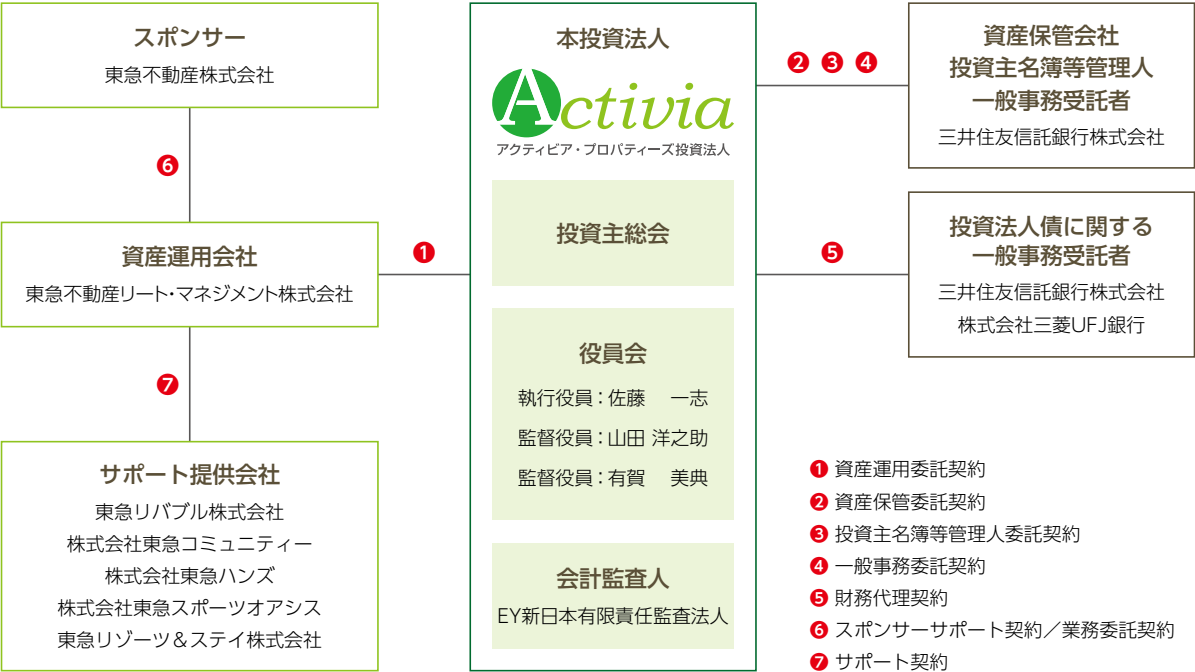 スポンサー
東急不動産株式会社
❻
資産運用会社
東急不動産リート・マネジメント株式会社
❼
サポート提供会社
東急リバブル株式会社
株式会社東急コミュニティー
株式会社東急ハンズ
株式会社東急スポーツオアシス
東急リゾーツ＆ステイ株式会社
❶
本投資法人
Activia
アクティビア・プロパティーズ投資法人
投資主総会
役員会
執行役員：佐藤　一志
監督役員：山田 洋之助
監督役員：有賀　美典
会計監査人
EY新日本有限責任監査法人
❷ ❸ ❹
資産保管会社
投資主名簿等管理人
一般事務受託者
三井住友信託銀行株式会社
❺
投資法人債に関する
一般事務受託者
三井住友信託銀行株式会社
株式会社三菱UFJ銀行
❶ 資産運用委託契約
❷ 資産保管委託契約
❸ 投資主名簿等管理人委託契約
❹ 一般事務委託契約
❺ 財務代理契約
❻ スポンサーサポート契約／業務委託契約
❼ サポート契約